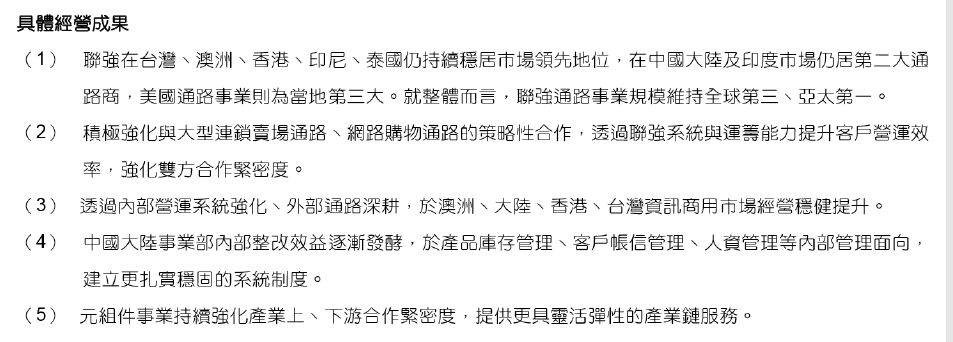 具體經營成果
（1） 聯強在台灣、澳洲、香港、印尼、泰國仍持續穩居市場領先地位，在中國大陸及印度市場仍居第二大通
路商，美國通路事業則為當地第三大。就整體而言，聯強通路事業規模維持全球第三、亞太第一。
（2） 積極強化與大型連鎖賣場通路、網路購物通路的策略性合作，透過聯強系統與運籌能力提升客戶營運效
率，強化雙方合作緊密度。
（3） 透過內部營運系統強化、外部通路深耕，於澳洲、大陸、香港、台灣資訊商用市場經營穩健提升。
（4） 中國大陸事業部內部整改效益逐漸發酵，於產品庫存管理、客戶帳信管理、人資管理等內部管理面向，
建立更扎實穩固的系統制度。
（5） 元組件事業持續強化產業上、下游合作緊密度，提供更具靈活彈性的產業鏈服務。